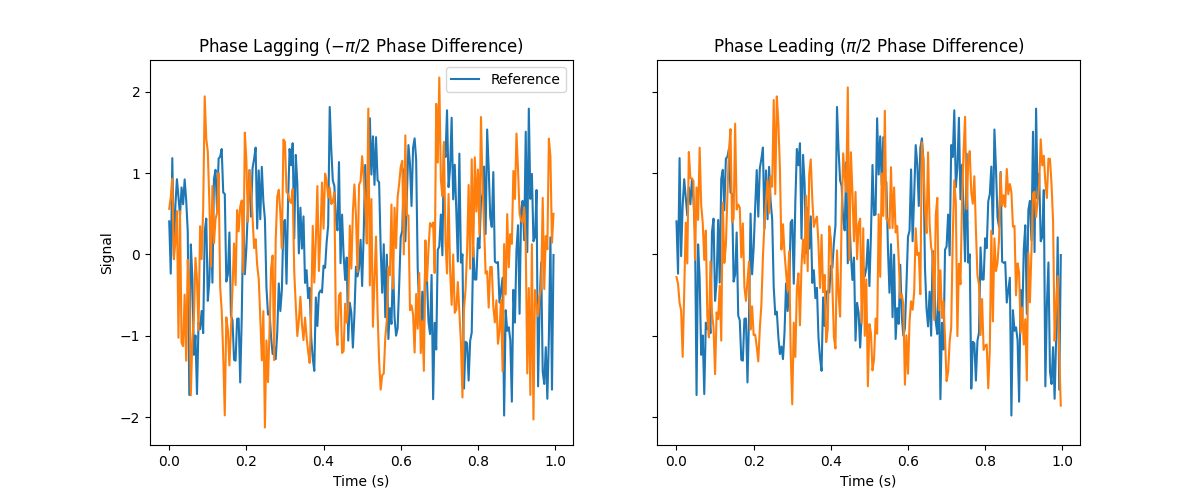 Phase Lagging (−π/2 Phase Difference)
Phase Leading (π/2 Phase Difference)
Reference
Signal
2
1
0
−1
−2
0.0 0.2 0.4 0.6 0.8 1.0
0.0 0.2 0.4 0.6 0.8 1.0
Time (s)
Time (s)